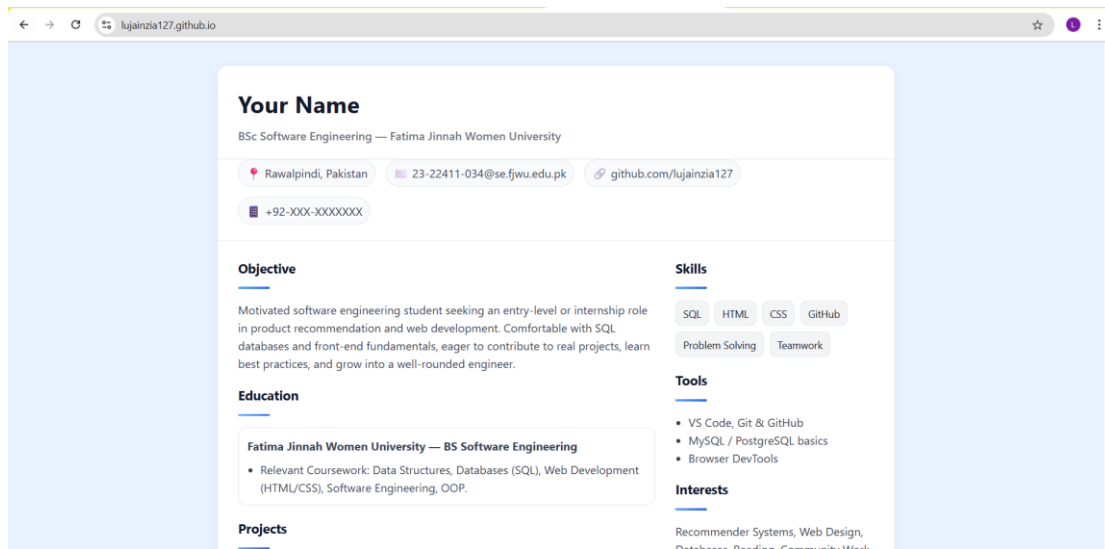 lujainzia127.github.io
L
Your Name
BSc Software Engineering — Fatima Jinnah Women University
Rawalpindi, Pakistan
23-22411-034@se.fjwu.edu.pk
github.com/lujainzia127
+92-XXX-XXXXXXX
Objective
Motivated software engineering student seeking an entry-level or internship role
in product recommendation and web development. Comfortable with SQL
databases and front-end fundamentals, eager to contribute to real projects, learn
best practices, and grow into a well-rounded engineer.
Education
Fatima Jinnah Women University — BS Software Engineering
• Relevant Coursework: Data Structures, Databases (SQL), Web Development
(HTML/CSS), Software Engineering, OOP.
Projects
Skills
SQL
HTML
CSS
GitHub
Problem Solving
Teamwork
Tools
• VS Code, Git & GitHub
• MySQL / PostgreSQL basics
• Browser DevTools
Interests
Recommender Systems, Web Design,
Databases, Reading, Community Work